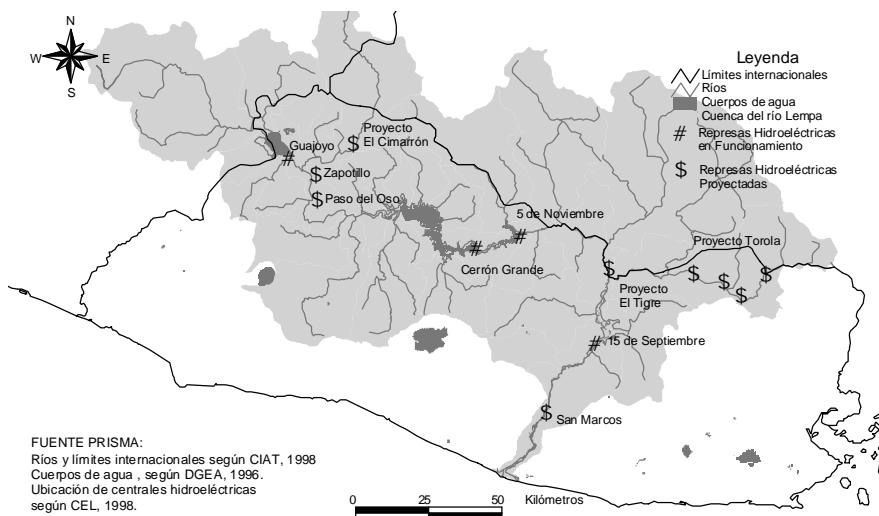 N
W
E
S
Leyenda
Límites internacionales
Ríos
Cuerpos de agua
Cuenca del río Lempa
# Represas Hidroeléctricas
en Funcionamiento
$ Represas Hidroeléctricas
Proyectadas
Proyecto
$ El Cimarrón
Guajoyo
#
$ Zapotillo
$ Paso del Oso
5 de Noviembre
#
#
Cerrón Grande
Proyecto Torola
$
$
$
$
$
Proyecto
El Tigre
# 15 de Septiembre
$ San Marcos
FUENTE PRISMA:
Ríos y límites internacionales según CIAT, 1998
Cuerpos de agua , según DGEA, 1996.
Ubicación de centrales hidroeléctricas
según CEL, 1998.
0 25 50 Kilómetros